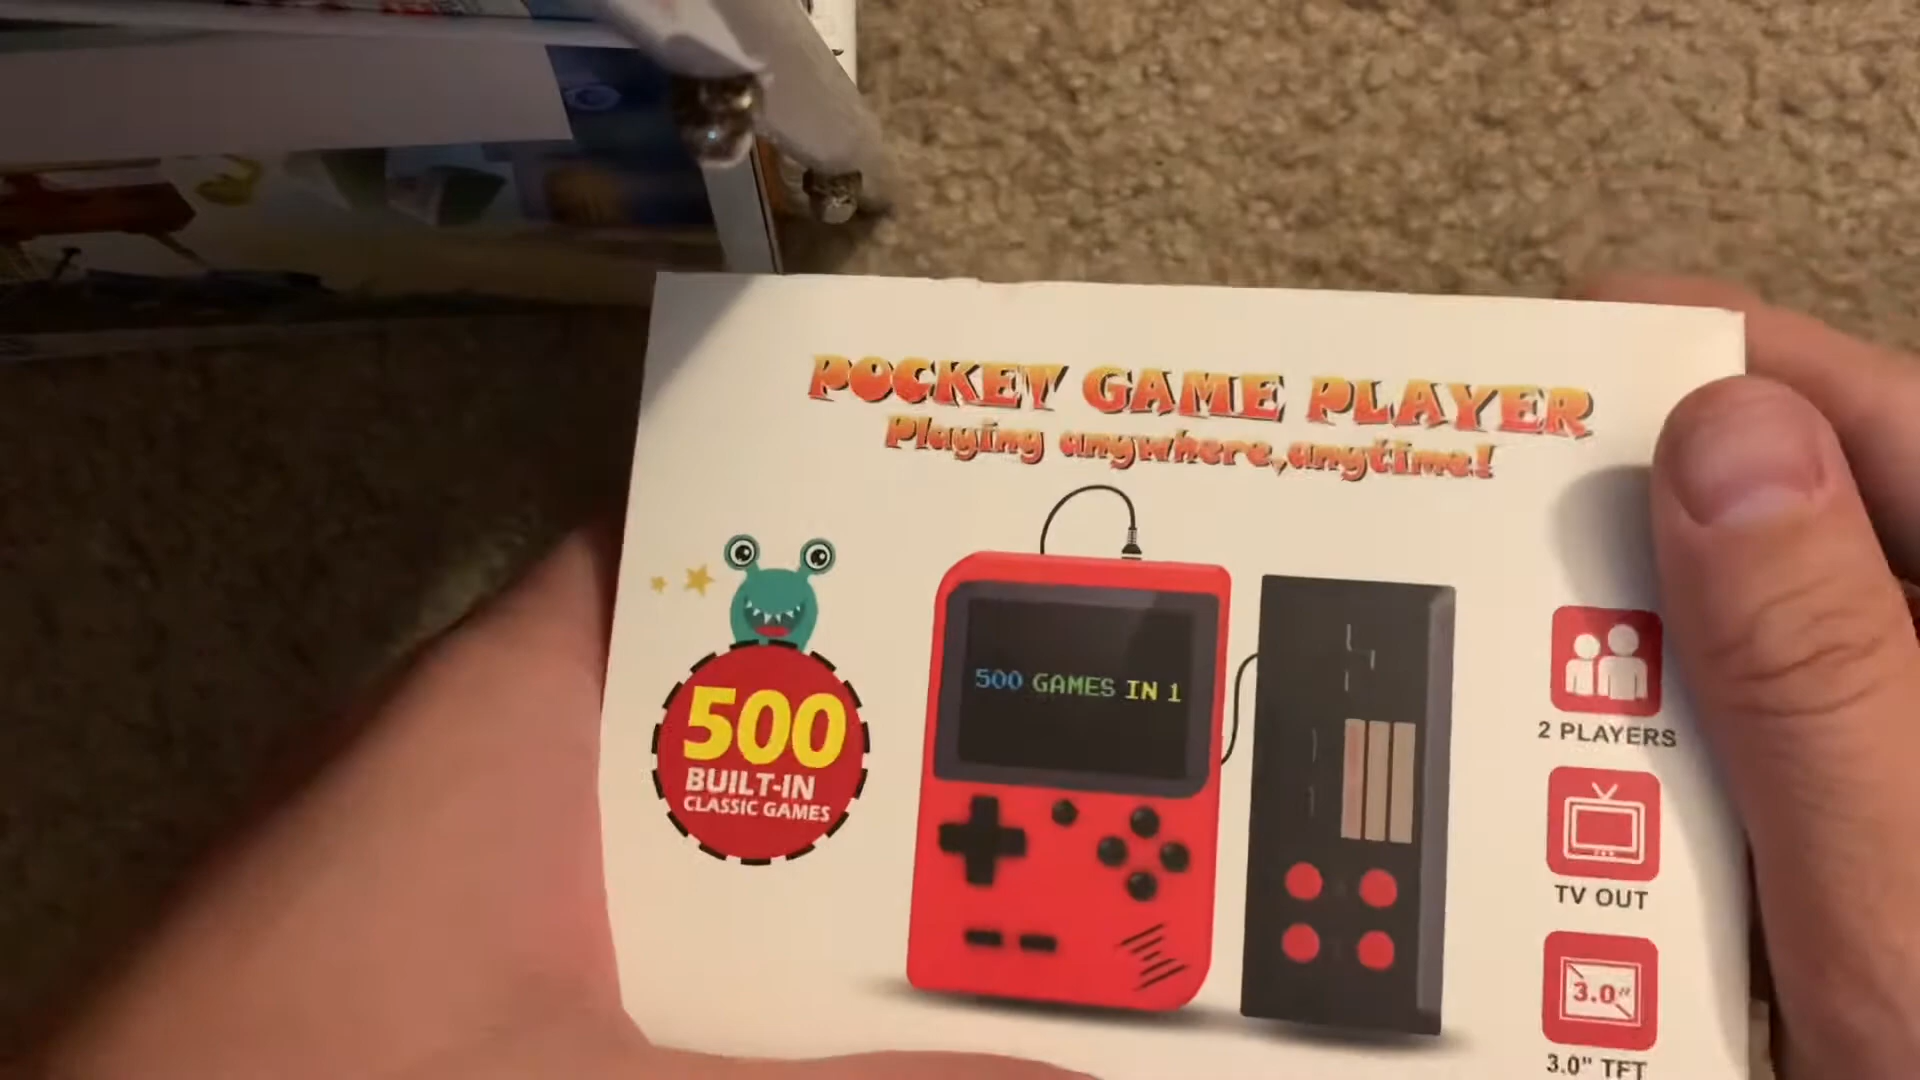 POCKET GAME PLAYER
Playing anywhere,anytime!
500 GAMES IN 1
500
BUILT-IN
CLASSIC GAMES
2 PLAYERS
TV OUT
3.0"
3.0" TFT